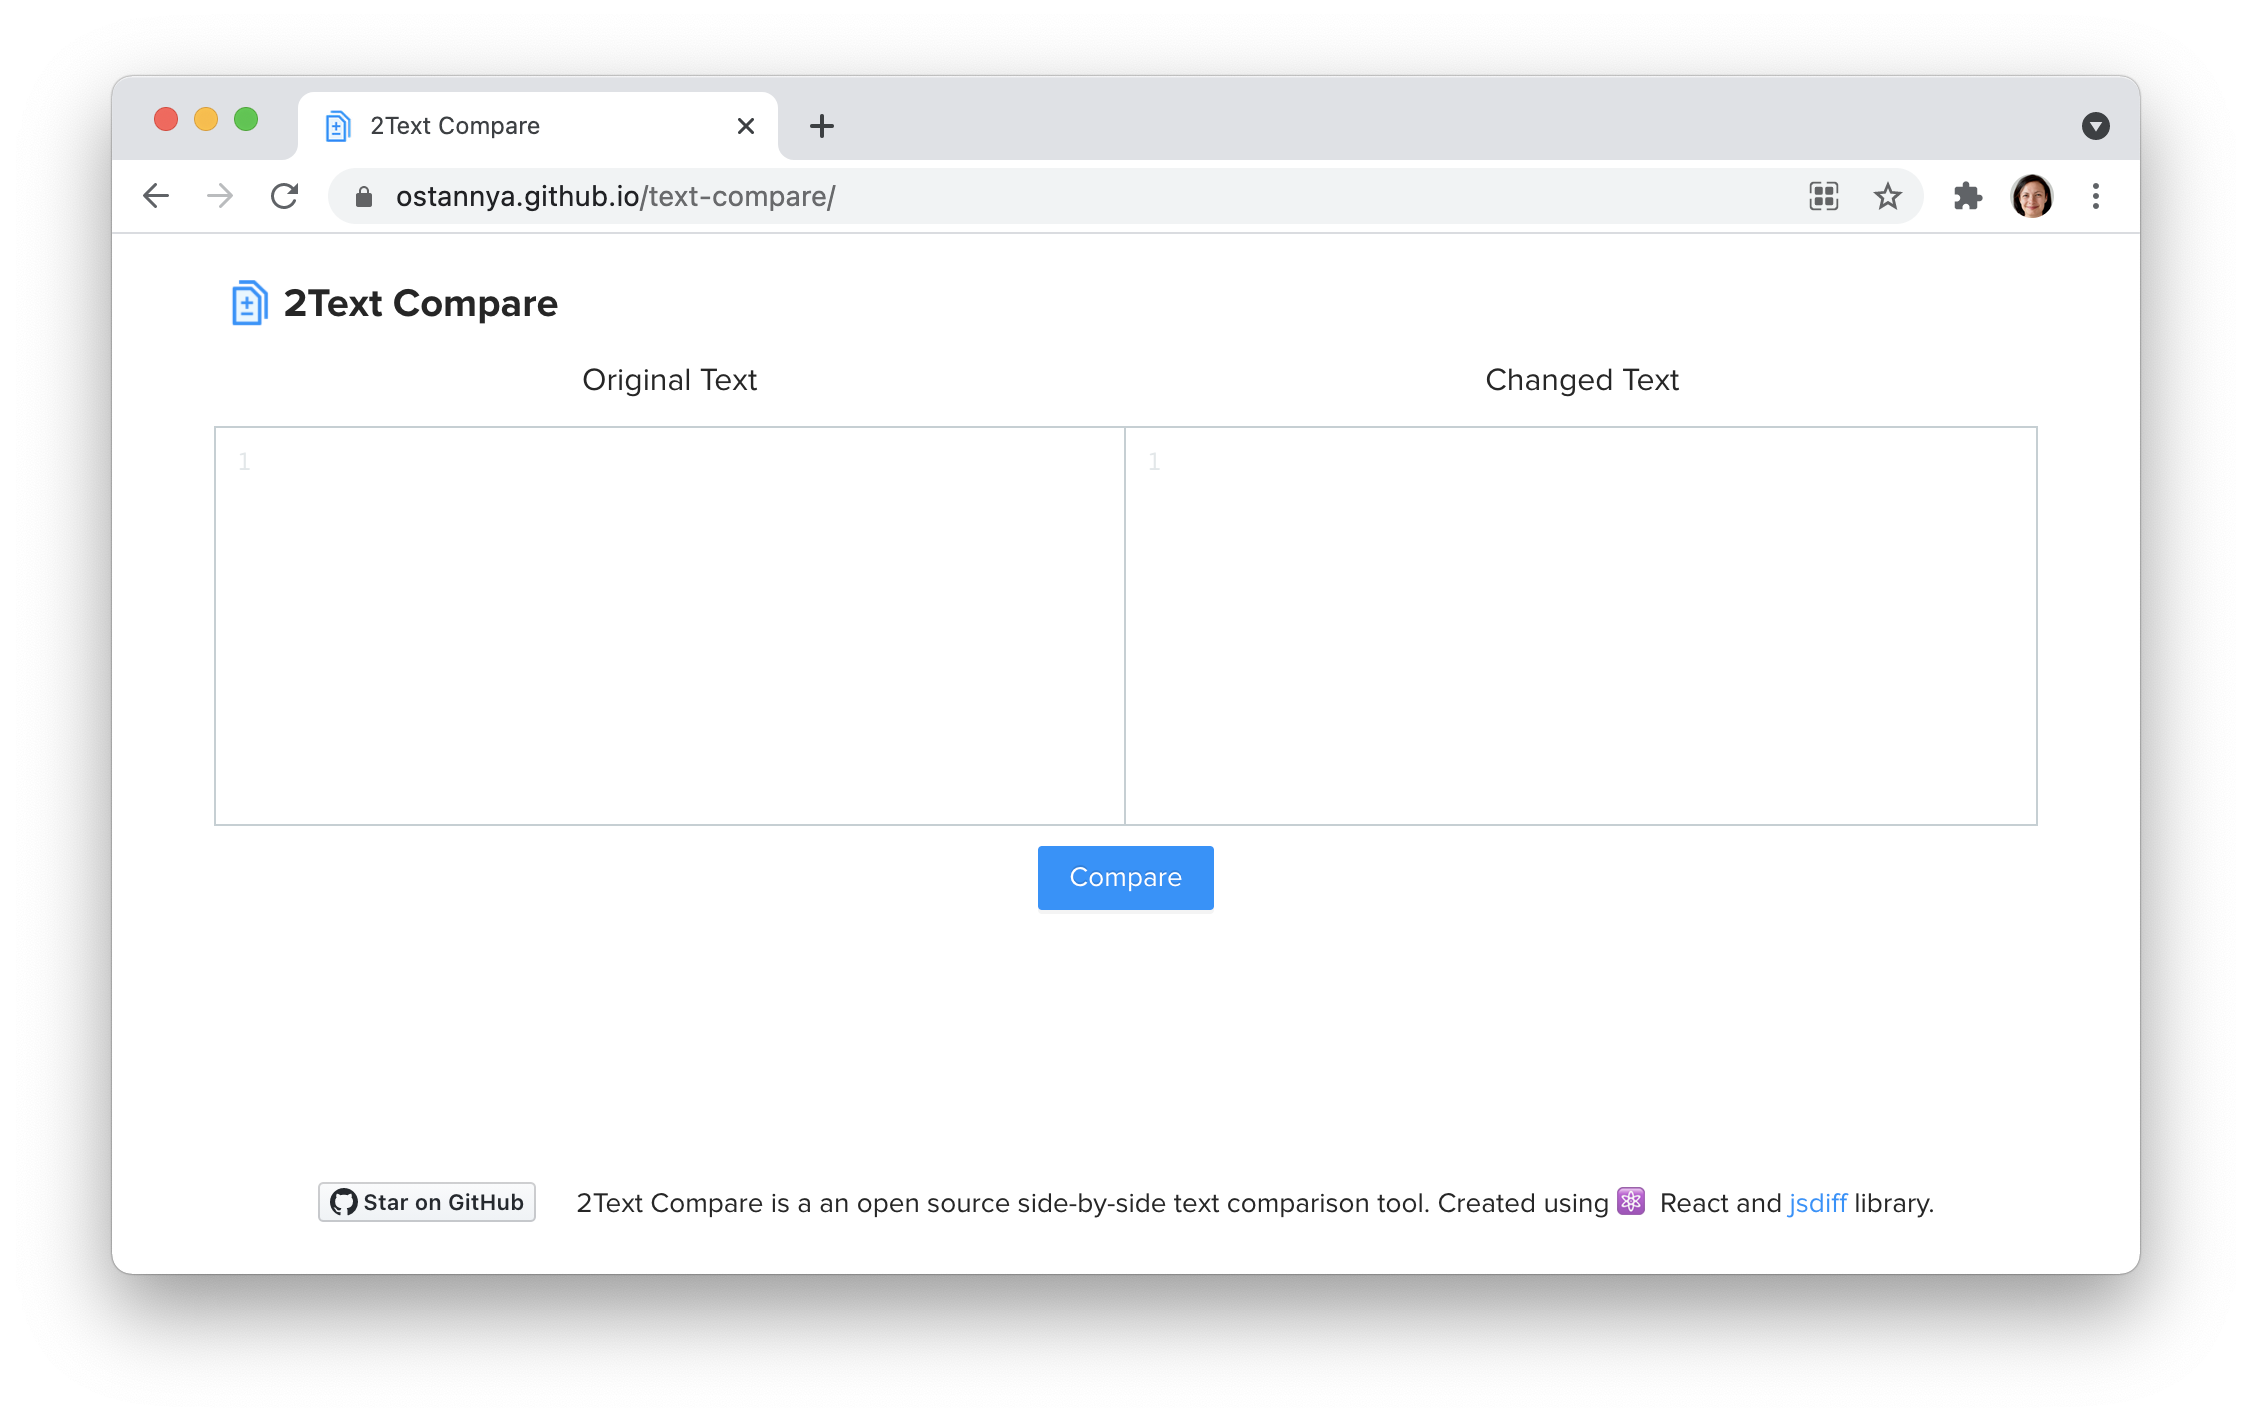 2Text Compare
ostannya.github.io/text-compare/
2Text Compare
Original Text
Changed Text
1
1
Compare
Star on GitHub
2Text Compare is a an open source side-by-side text comparison tool. Created using ⚛️ React and jsdiff library.